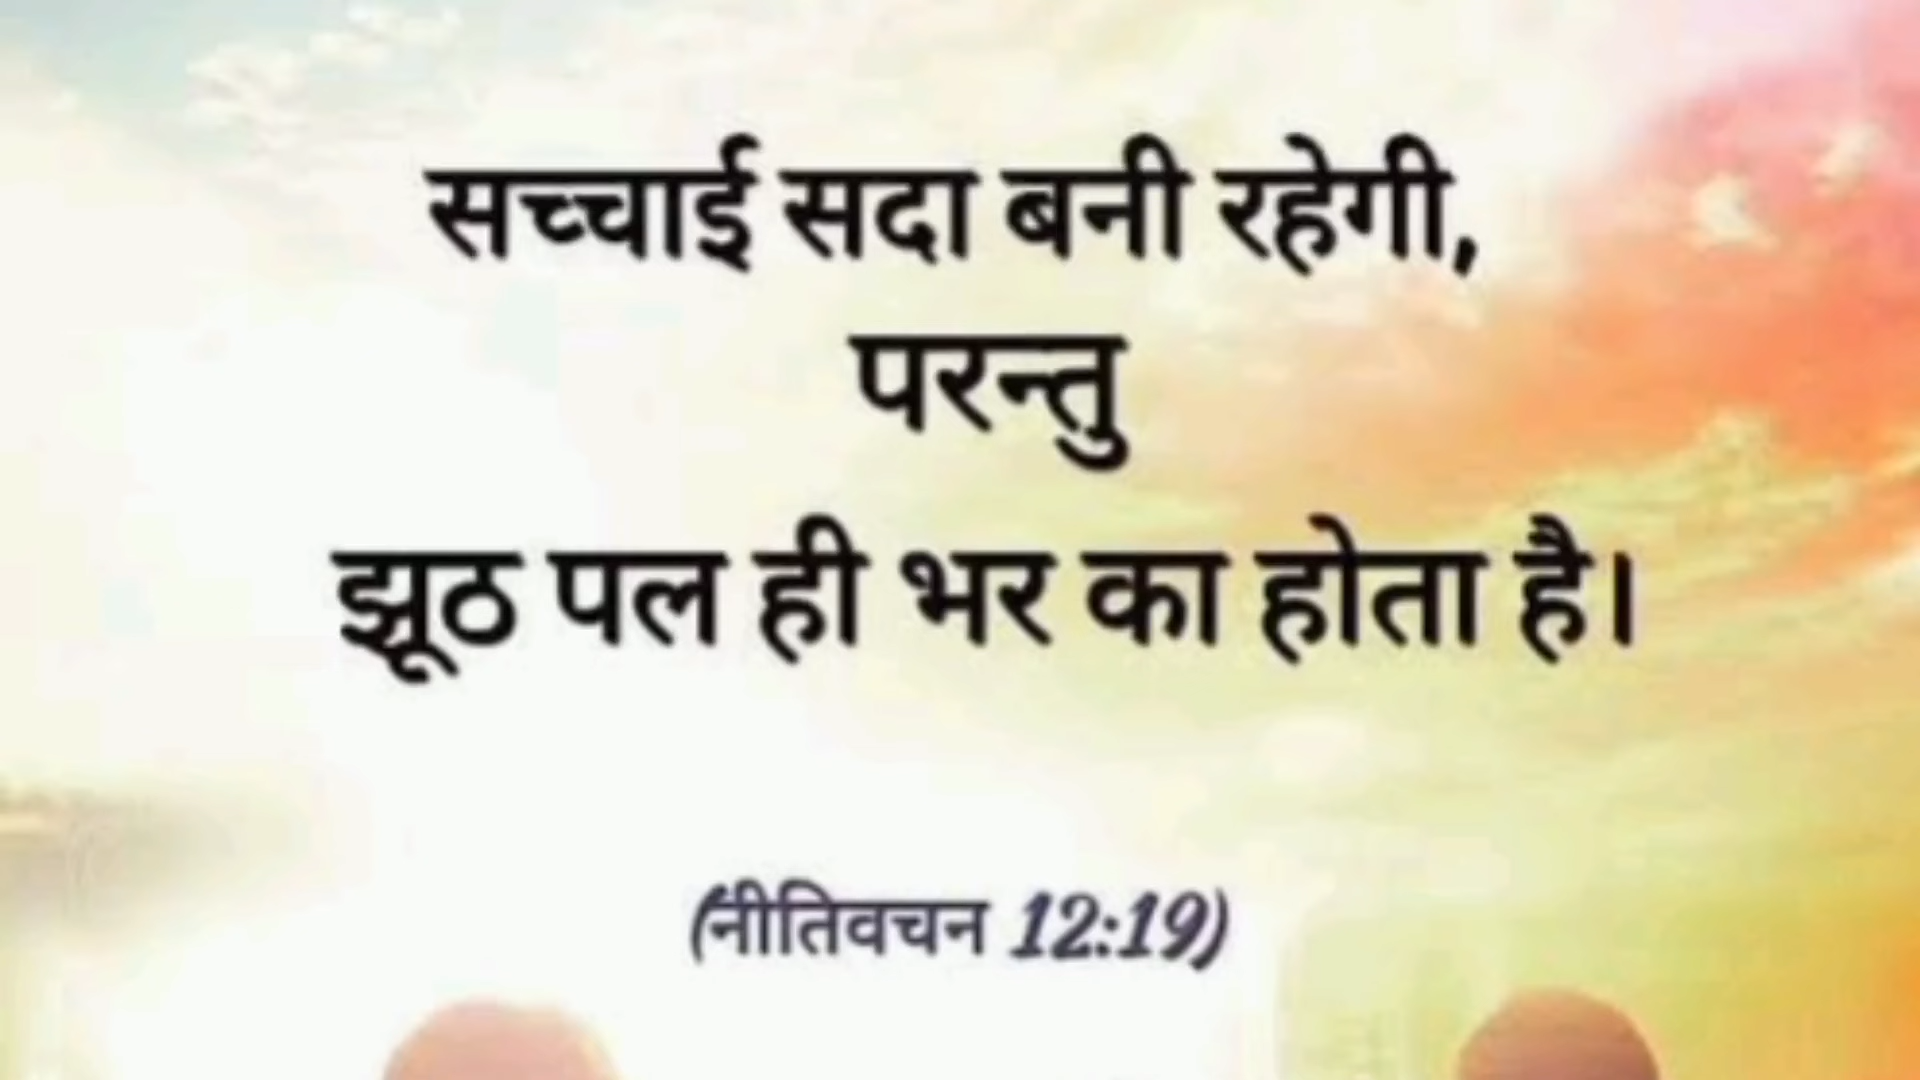 सच्चाई सदा बनी रहेगी,
परन्तु
झूठ पल ही भर का होता है।
(नीतिवचन 12:19)